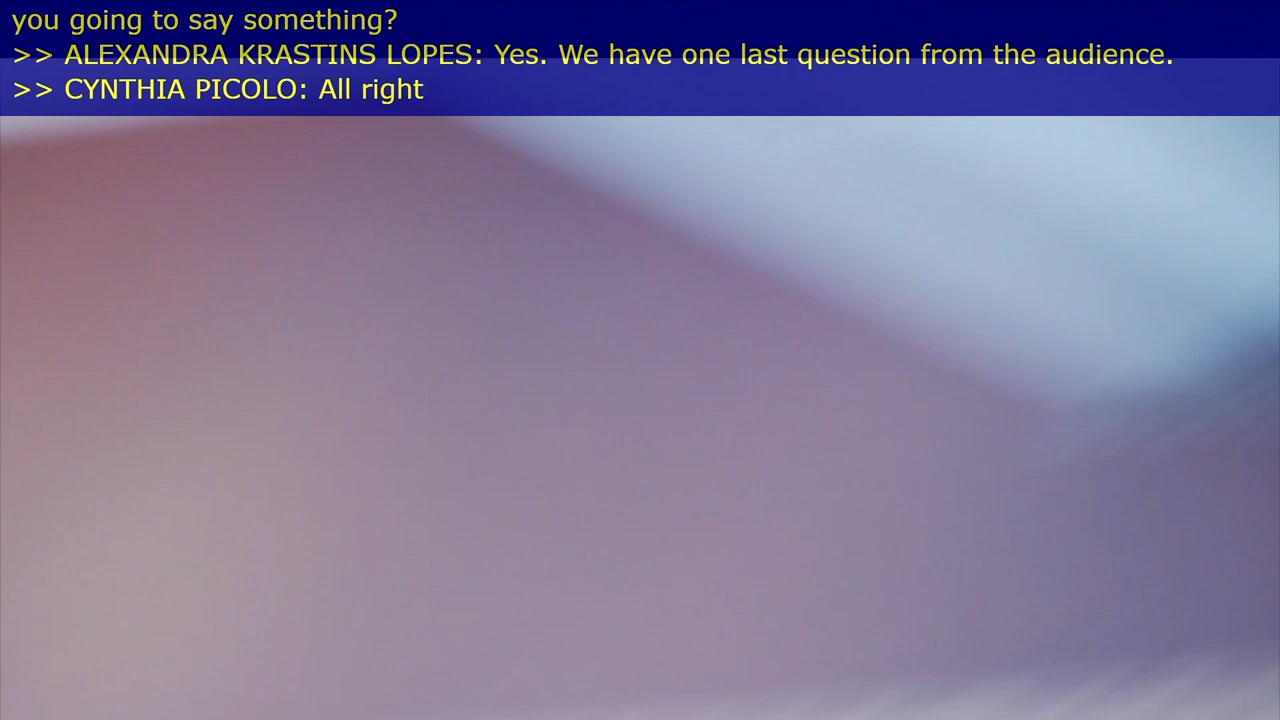 you going to say something?
>> ALEXANDRA KRASTINS LOPES: Yes. We have one last question from the audience.
>> CYNTHIA PICOLO: All right